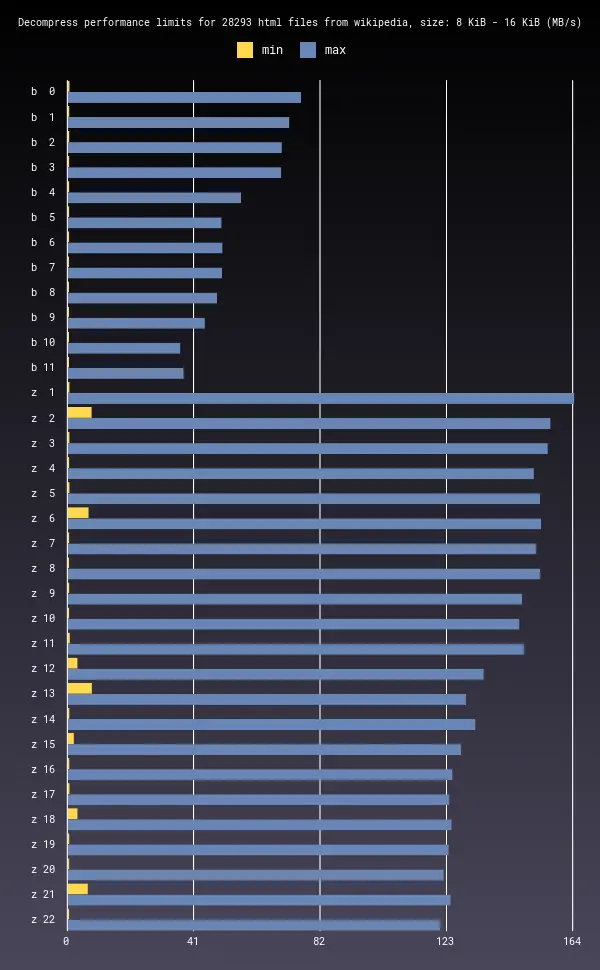 Decompress performance limits for 28293 html files from wikipedia, size: 8 KiB - 16 KiB (MB/s)
min max
b 0
b 1
b 2
b 3
b 4
b 5
b 6
b 7
b 8
b 9
b 10
b 11
z 1
z 2
z 3
z 4
z 5
z 6
z 7
z 8
z 9
z 10
z 11
z 12
z 13
z 14
z 15
z 16
z 17
z 18
z 19
z 20
z 21
z 22
0 41 82 123 164